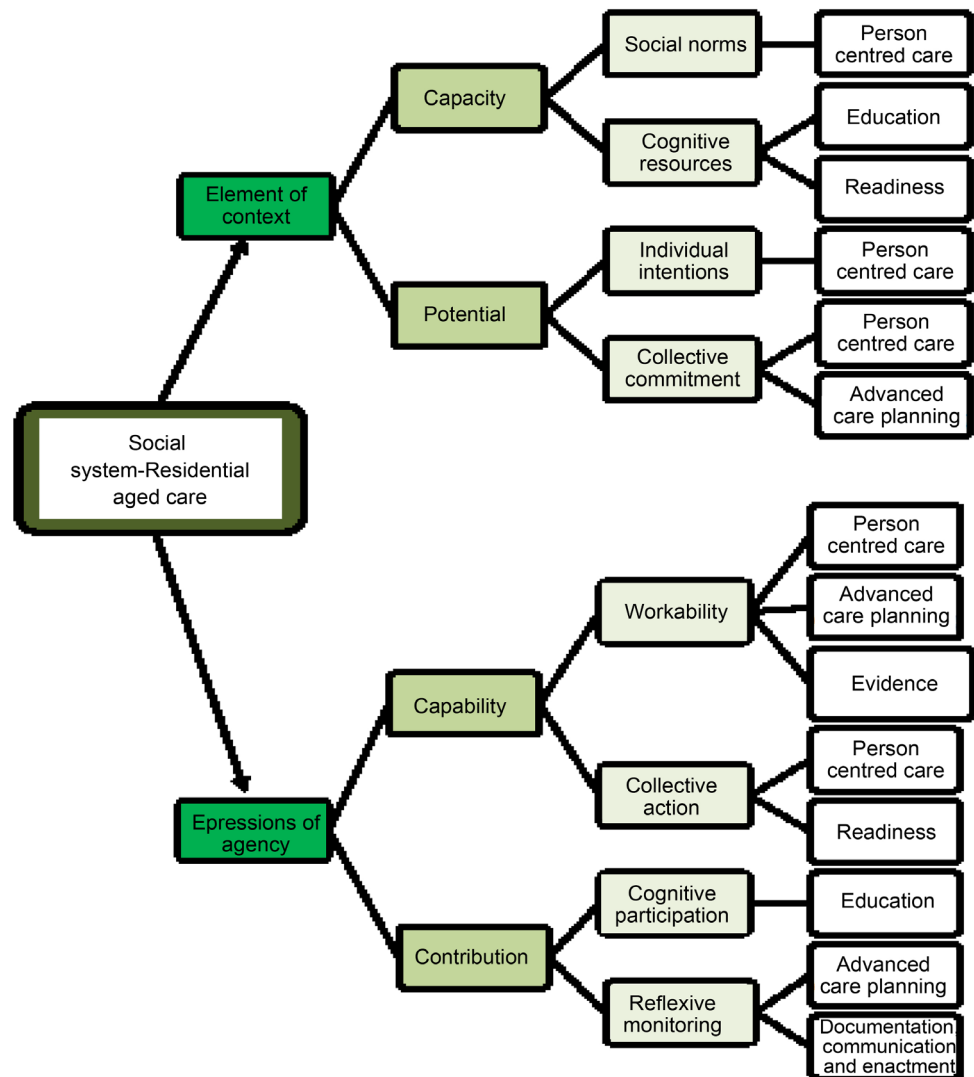 Social
system-Residential
aged care
Element of
context
Capacity
Social norms
Person
centred care
Cognitive
resources
Education
Readiness
Potential
Individual
intentions
Person
centred care
Collective
commitment
Person
centred care
Advanced
care planning
Epressions of
agency
Capability
Workability
Person
centred care
Advanced
care planning
Evidence
Collective
action
Person
centred care
Readiness
Contribution
Cognitive
participation
Education
Reflexive
monitoring
Advanced
care planning
Documentation,
communication
and enactment